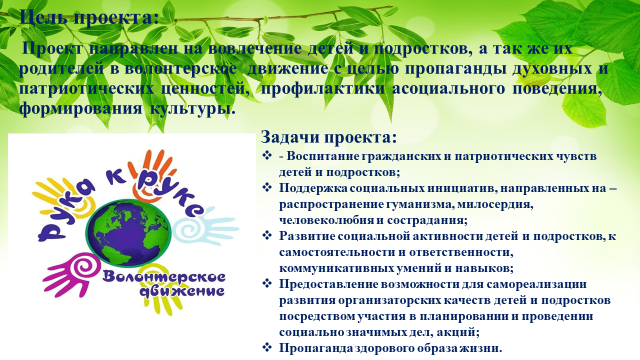 Цель проекта:
Проект направлен на вовлечение детей и подростков, а так же их
родителей в волонтерское движение с целью пропаганды духовных и
патриотических ценностей, профилактики асоциального поведения,
формирования культуры.
Задачи проекта:
❖ - Воспитание гражданских и патриотических чувств
детей и подростков;
❖ Поддержка социальных инициатив, направленных на –
распространение гуманизма, милосердия,
человеколюбия и сострадания;
❖ Развитие социальной активности детей и подростков, к
самостоятельности и ответственности,
коммуникативных умений и навыков;
❖ Предоставление возможности для самореализации
развития организаторских качеств детей и подростков
посредством участия в планировании и проведении
социально значимых дел, акций;
❖ Пропаганда здорового образа жизни.
рука к руке
Волонтерское
движение